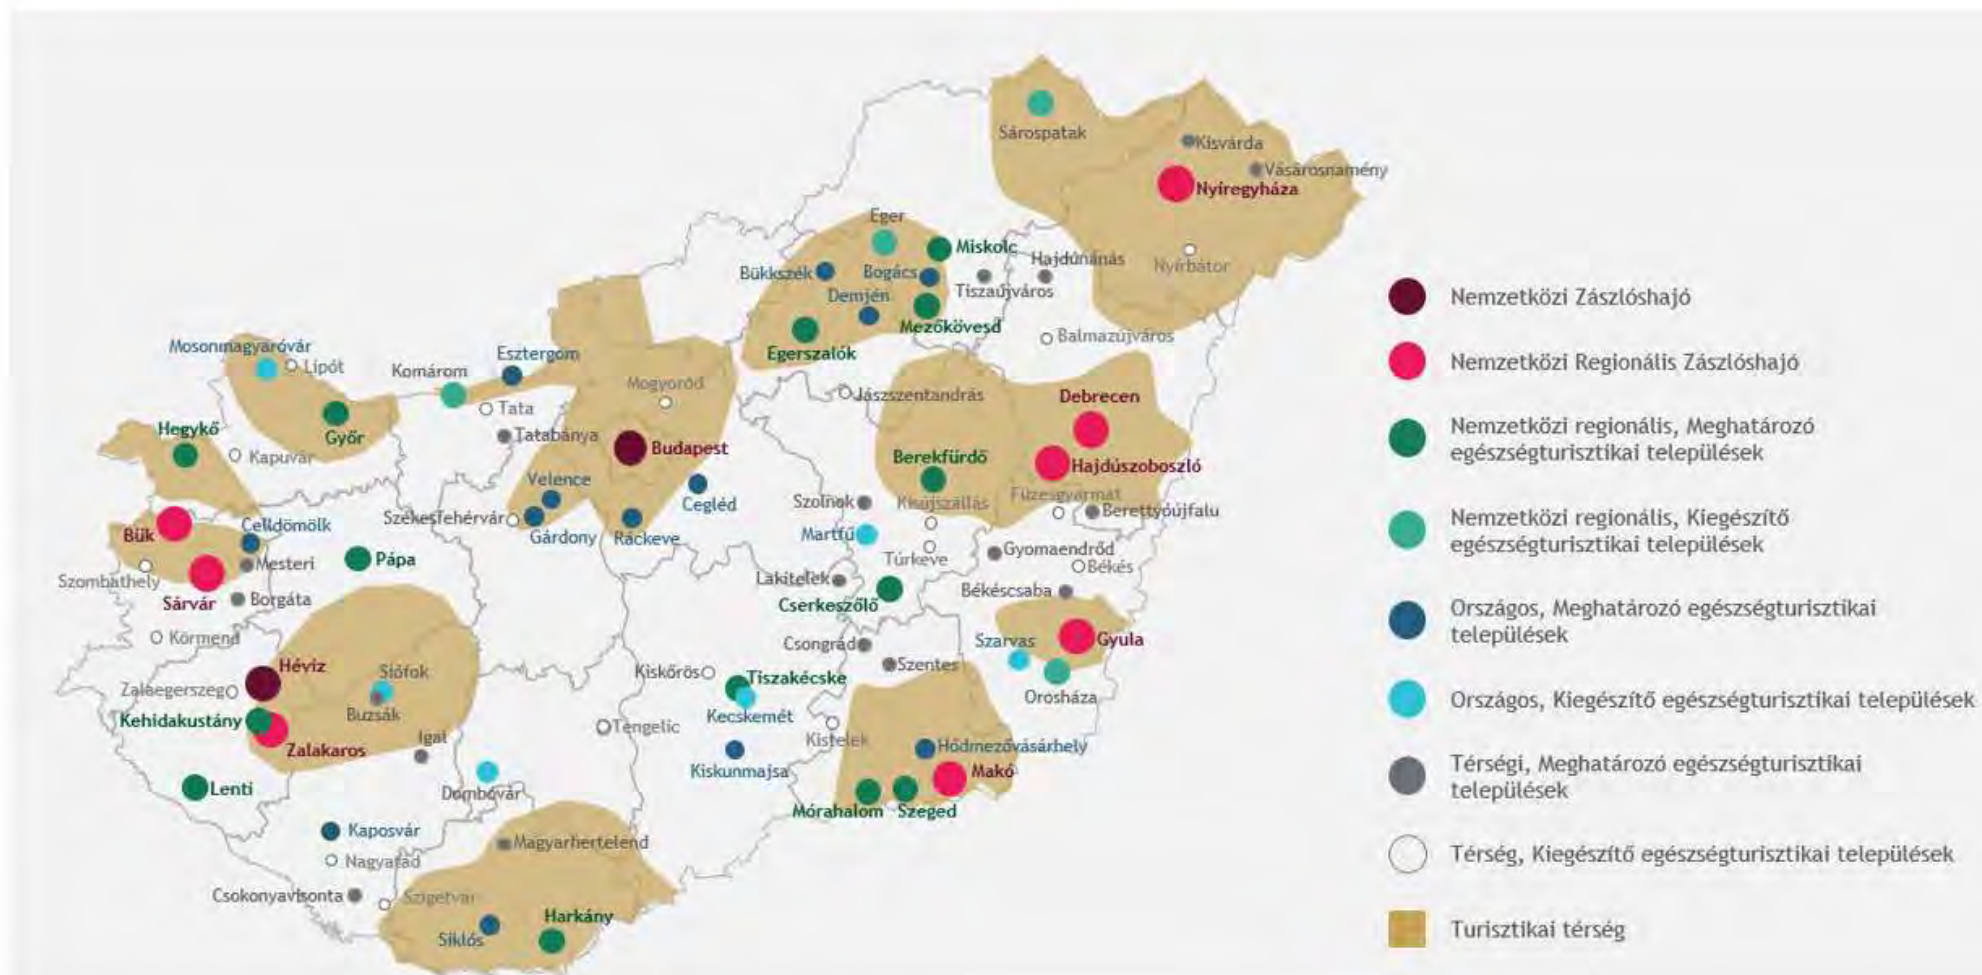 Sárospatak
Kisvárda
Vásárosnamény
Nyíregyháza
Eger
Miskolc
Hajdúnánás
Nyírbátor
Bükkszék
Bogács
Tiszaújváros
Demjén
Mezőkövesd
Balmazújváros
Egerszalók
Mosonmagyaróvár
Lipót
Komárom
Esztergom
Mogyoród
Jászszentandrás
Debrecen
Tata
Hegykő
Győr
Tatabánya
Budapest
Kapuvár
Berekfürdő
Hajdúszoboszló
Velence
Cegléd
Szolnok
Kisújszállás
Füzesgyarmat
Székesfehérvár
Berettyóújfalu
Bük
Celldömölk
Gárdony
Ráckeve
Martfű
Túrkeve
Gyomaendrőd
Pápa
Mesteri
Békés
Szombathely
Lakitelek
Békéscsaba
Sárvár
Borgáta
Cserkeszőlő
Körmend
Csongrád
Szarvas
Gyula
Hévíz
Siófok
Kiskőrös
Tiszakécske
Szentes
Zalaegerszeg
Orosháza
Kehidakustány
Buzsák
Kecskemét
Igal
Tengelic
Kistelek
Zalakaros
Hódmezővásárhely
Kiskunmajsa
Makó
Lenti
Dombóvár
Mórahalom
Szeged
Kaposvár
Magyarhertelend
Nagyatád
Csokonyavisonta
Szigetvár
Harkány
Siklós
Nemzetközi Zászlóshajó
Nemzetközi Regionális Zászlóshajó
Nemzetközi regionális, Meghatározó
egészségturisztikai települések
Nemzetközi regionális, Kiegészítő
egészségturisztikai települések
Országos, Meghatározó egészségturisztikai
települések
Országos, Kiegészítő egészségturisztikai települések
Térségi, Meghatározó egészségturisztikai
települések
Térség, Kiegészítő egészségturisztikai települések
Turisztikai térség